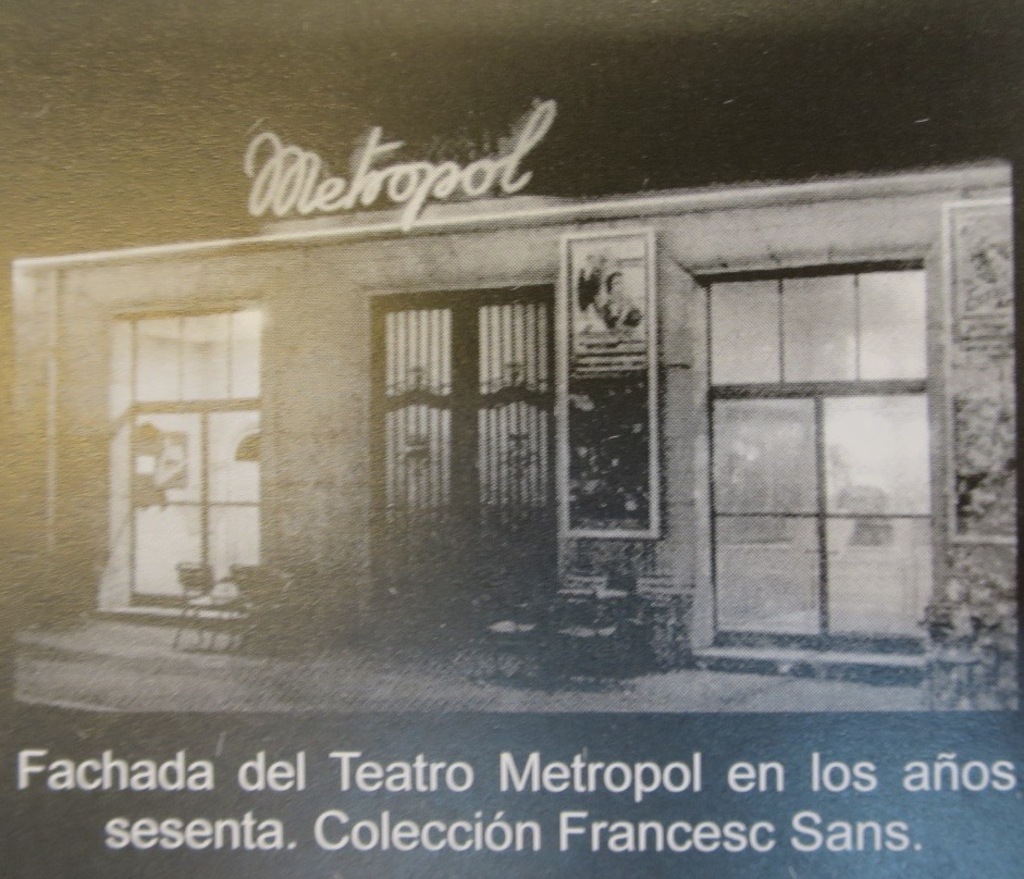 Metropol
Fachada del Teatro Metropol en los años
sesenta. Colección Francesc Sans.